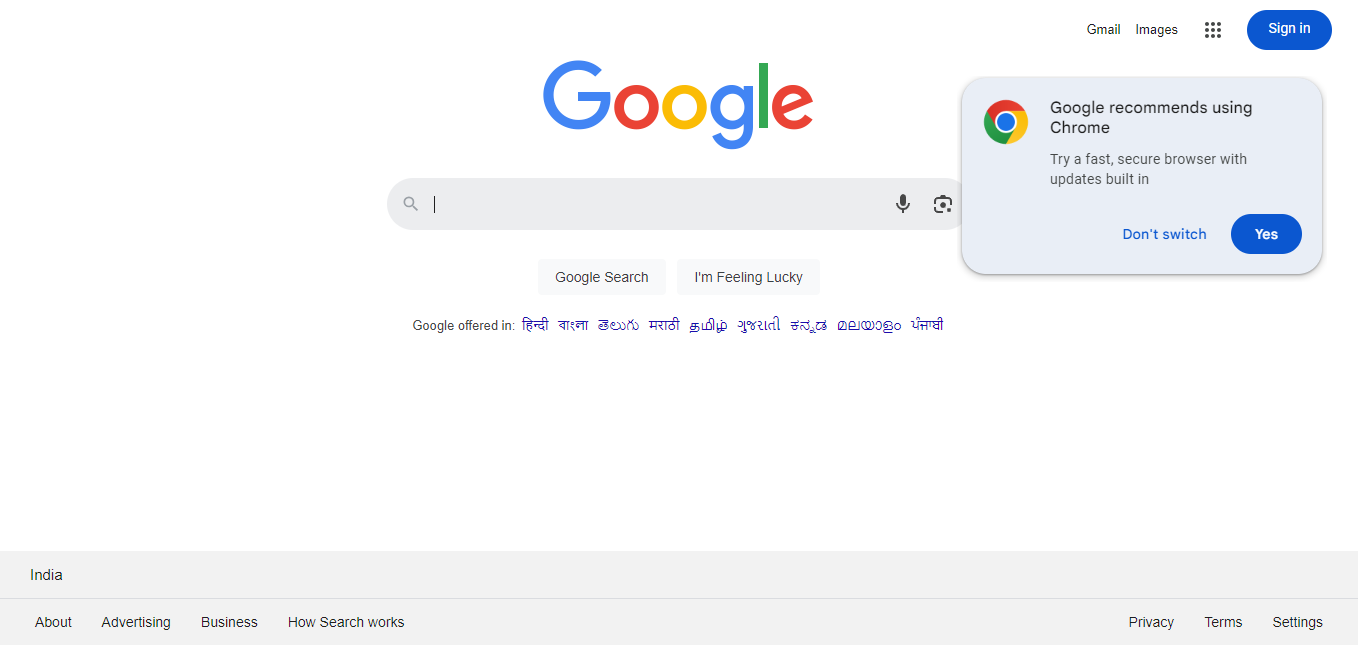 Gmail Images Sign in
Google
Google recommends using
Chrome
Try a fast, secure browser with
updates built in
Don't switch Yes
Google Search I'm Feeling Lucky
Google offered in: हिन्दी বাংলা తెలుగు मराठी தமிழ் ગુજરાતી ಕನ್ನಡ മലയാളം ਪੰਜਾਬੀ
India
About Advertising Business How Search works Privacy Terms Settings